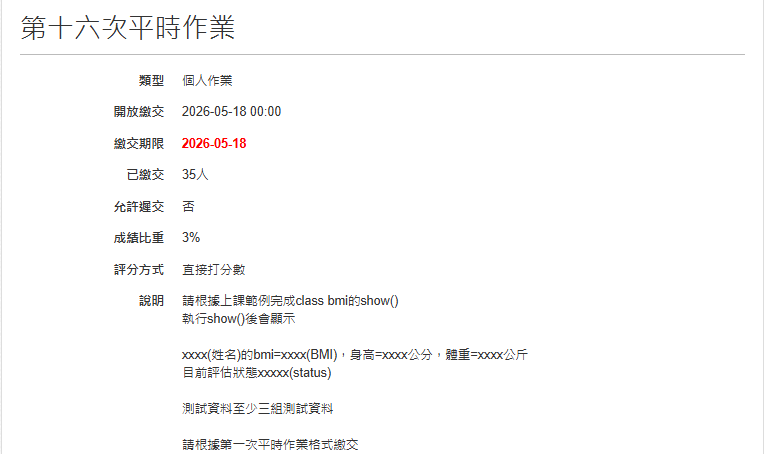 第十六次平時作業
類型 個人作業
開放繳交 2026-05-18 00:00
繳交期限 2026-05-18
已繳交 35人
允許遲交 否
成績比重 3%
評分方式 直接打分數
說明 請根據上課範例完成class bmi的show()
執行show()後會顯示
xxxx(姓名)的bmi=xxxx(BMI)，身高=xxxx公分，體重=xxxx公斤
目前評估狀態xxxxx(status)
測試資料至少三組測試資料
請根據第一次平時作業格式繳交